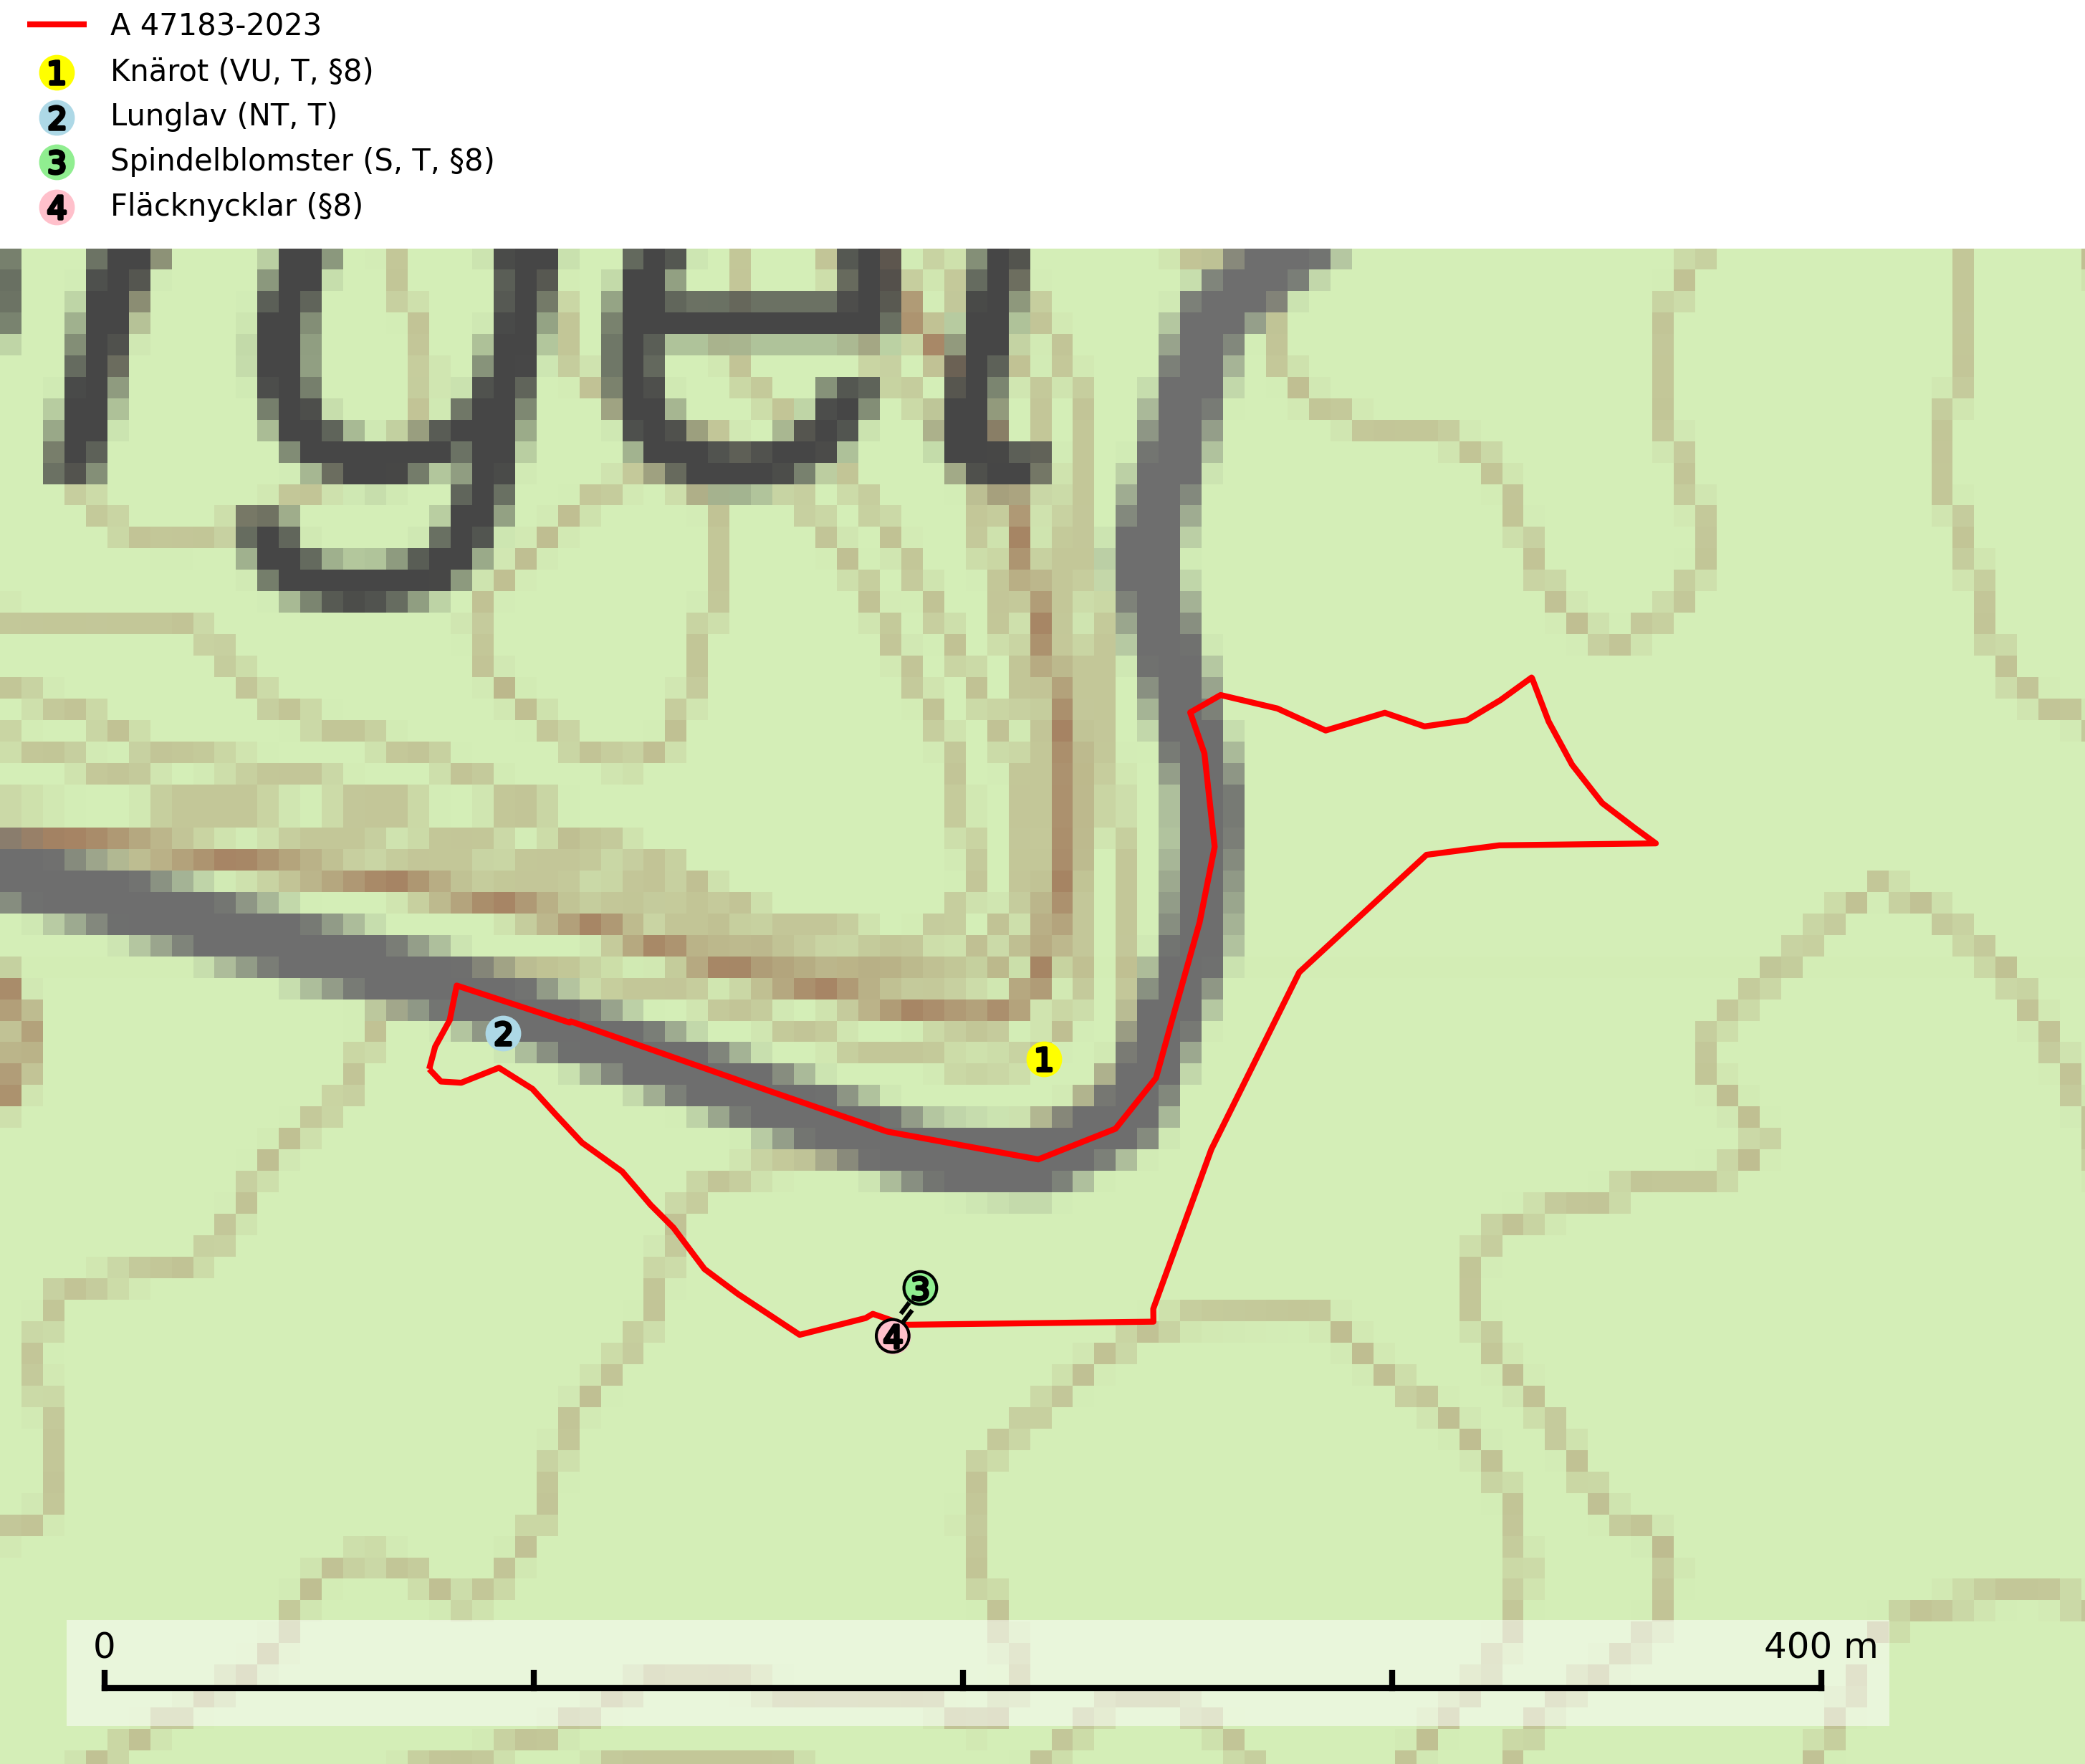 A 47183-2023
1 Knärot (VU, T, §8)
2 Lunglav (NT, T)
3 Spindelblomster (S, T, §8)
4 Fläcknycklar (§8)
1
2
3
4
0 400 m